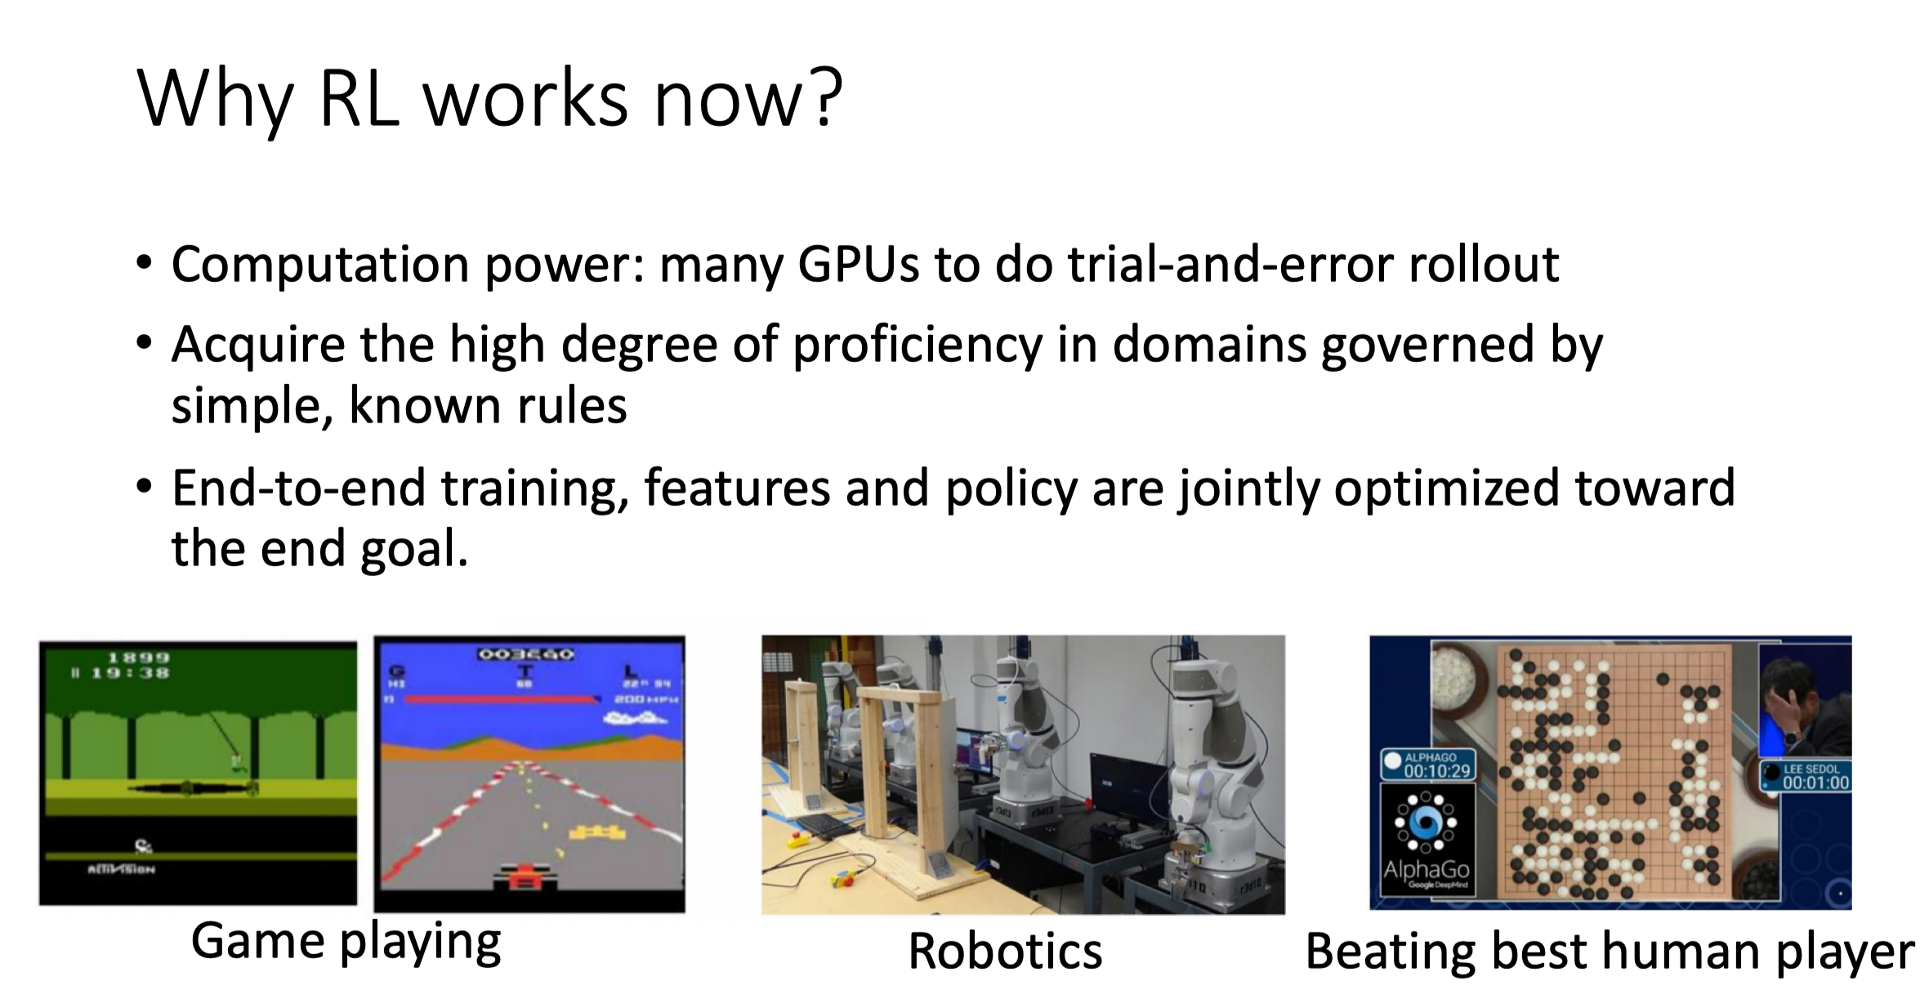 Why RL works now?
• Computation power: many GPUs to do trial-and-error rollout
• Acquire the high degree of proficiency in domains governed by
simple, known rules
• End-to-end training, features and policy are jointly optimized toward
the end goal.
1899
19:38
ACTIVISION
003660
200 MPH
ALPHAGO
00:10:29
LEE SEDOL
00:01:00
AlphaGo
Google DeepMind
Game playing
Robotics
Beating best human player